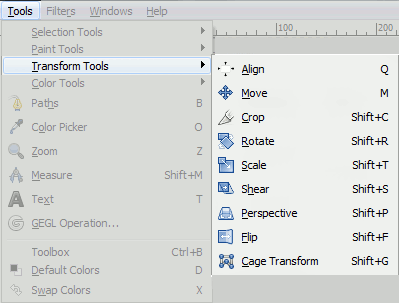 Tools Filters Windows Help
Selection Tools
Paint Tools
Transform Tools
Color Tools
Paths B
Color Picker O
Zoom Z
Measure Shift+M
Text T
GEGL Operation...
Toolbox Ctrl+B
Default Colors D
Swap Colors X
100 200
Align Q
Move M
Crop Shift+C
Rotate Shift+R
Scale Shift+T
Shear Shift+S
Perspective Shift+P
Flip Shift+F
Cage Transform Shift+G